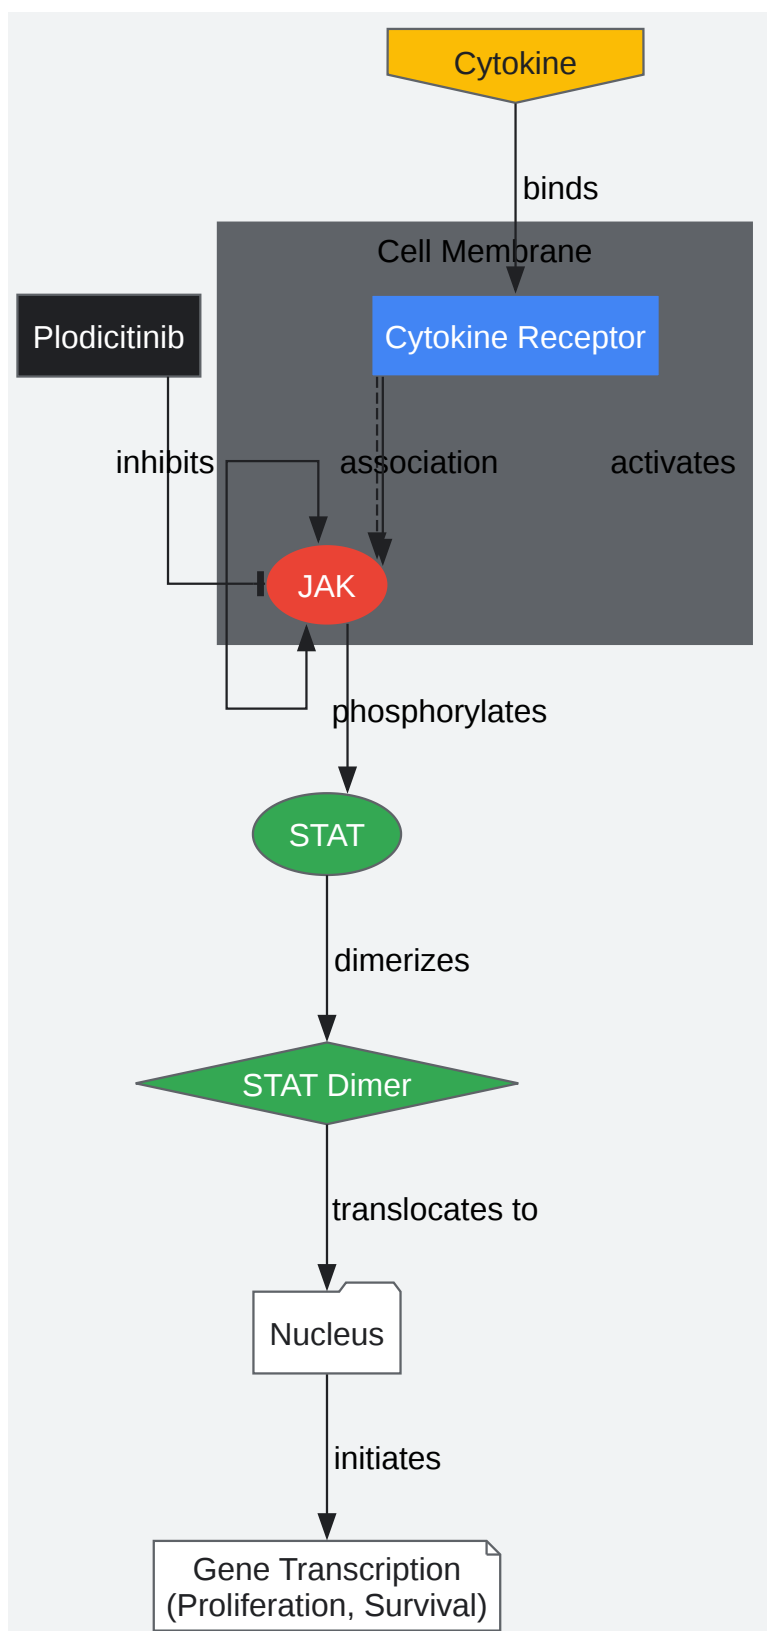 Cytokine
binds
Cell Membrane
Plodicitinib
Cytokine Receptor
inhibits
association
activates
JAK
phosphorylates
STAT
dimerizes
STAT Dimer
translocates to
Nucleus
initiates
Gene Transcription
(Proliferation, Survival)